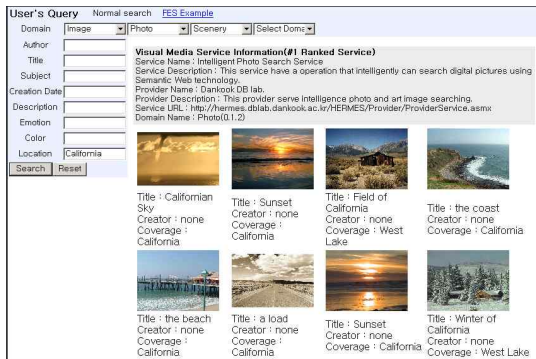 User's Query Normal search FES Example
Domain Image Photo Scenery Select Doma
Author
Title
Subject
Creation Date
Description
Emotion
Color
Location California
Search Reset
Visual Media Service Information(#1 Ranked Service)
Service Name : Intelligent Photo Search Service
Service Description : This service have a operation that intelligently can search digital pictures using
Semantic Web technology.
Provider Name : Dankook DB lab.
Provider Description : This provider serve Intelligence photo and art image searching.
Service URL : http://hermes.dblab.dankook.ac.kr/HERMES/Provider/ProviderService.asmx
Domain Name : Photo(0.1.2)
Title : Californian
Sky
Creator : none
Coverage :
California
Title : Sunset
Creator : none
Coverage :
California
Title : Field of
California
Creator : none
Coverage : West
Lake
Title : the coast
Creator : none
Coverage : California
Title : the beach
Creator : none
Coverage :
California
Title : a load
Creator : none
Coverage :
California
Title : Sunset
Creator : none
Coverage : California
Title : Winter of
California
Creator : none
Coverage : West Lake